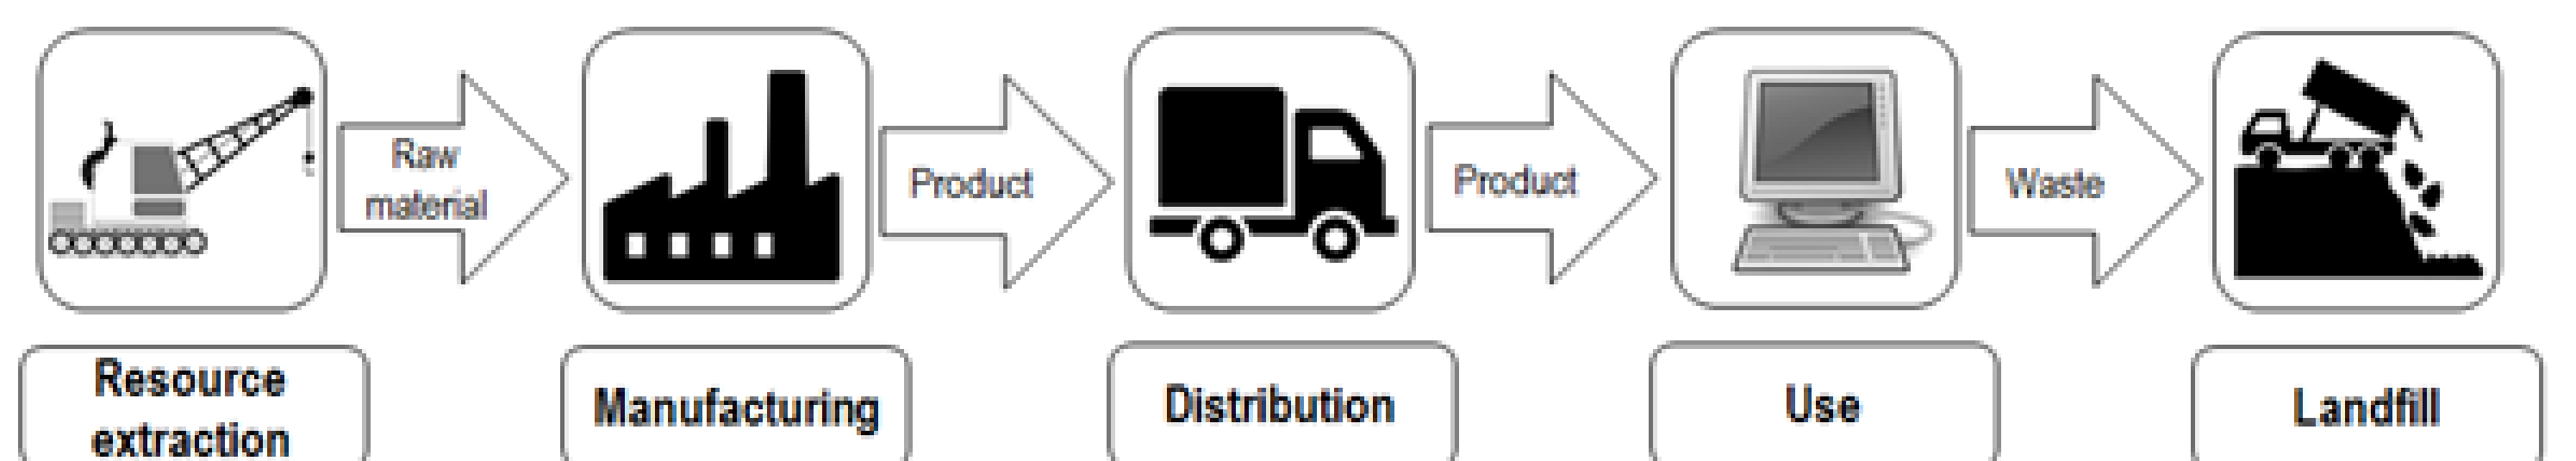 Raw
material
Product
Product
Waste
Resource
extraction
Manufacturing
Distribution
Use
Landfill